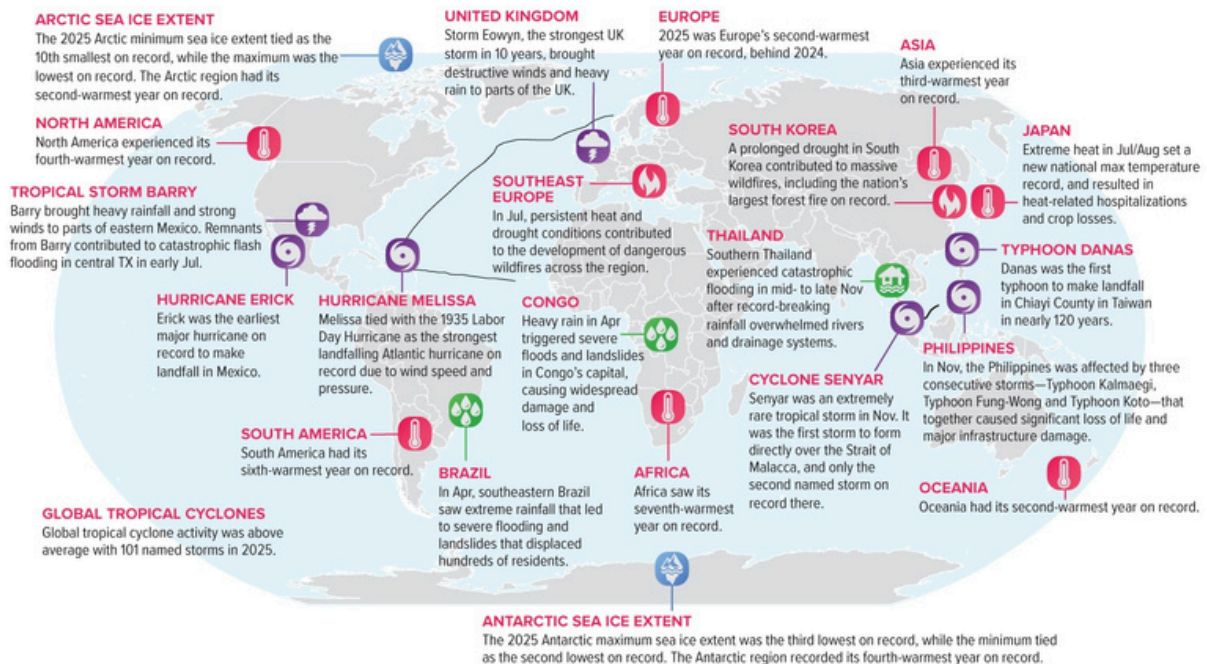 ARCTIC SEA ICE EXTENT
The 2025 Arctic minimum sea ice extent tied as the
10th smallest on record, while the maximum was the
lowest on record. The Arctic region had its
second-warmest year on record.
UNITED KINGDOM
Storm Eowyn, the strongest UK
storm in 10 years, brought
destructive winds and heavy
rain to parts of the UK.
EUROPE
2025 was Europe's second-warmest
year on record, behind 2024.
ASIA
Asia experienced its
third-warmest year
on record.
NORTH AMERICA
North America experienced its
fourth-warmest year on record.
SOUTH KOREA
A prolonged drought in South
Korea contributed to massive
wildfires, including the nation's
largest forest fire on record.
JAPAN
Extreme heat in Jul/Aug set a
new national max temperature
record, and resulted in
heat-related hospitalizations
and crop losses.
TROPICAL STORM BARRY
Barry brought heavy rainfall and strong
winds to parts of eastern Mexico. Remnants
from Barry contributed to catastrophic flash
flooding in central TX in early Jul.
SOUTHEAST
EUROPE
In Jul, persistent heat and
drought conditions contributed
to the development of dangerous
wildfires across the region.
THAILAND
Southern Thailand
experienced catastrophic
flooding in mid- to late Nov
after record-breaking
rainfall overwhelmed rivers
and drainage systems.
TYPHOON DANAS
Danas was the first
typhoon to make landfall
in Chiayi County in Taiwan
in nearly 120 years.
HURRICANE ERICK
Erick was the earliest
major hurricane on
record to make
landfall in Mexico.
HURRICANE MELISSA
Melissa tied with the 1935 Labor
Day Hurricane as the strongest
landfalling Atlantic hurricane on
record due to wind speed and
pressure.
CONGO
Heavy rain in Apr
triggered severe
floods and landslides
in Congo's capital,
causing widespread
damage and
loss of life.
CYCLONE SENYAR
Senyar was an extremely
rare tropical storm in Nov. It
was the first storm to form
directly over the Strait of
Malacca, and only the
second named storm on
record there.
PHILIPPINES
In Nov, the Philippines was affected by three
consecutive storms—Typhoon Kalmaegi,
Typhoon Fung-Wong and Typhoon Koto—that
together caused significant loss of life and
major infrastructure damage.
SOUTH AMERICA
South America had its
sixth-warmest year on record.
BRAZIL
In Apr, southeastern Brazil
saw extreme rainfall that led
to severe flooding and
landslides that displaced
hundreds of residents.
AFRICA
Africa saw its
seventh-warmest
year on record.
OCEANIA
Oceania had its second-warmest year on record.
GLOBAL TROPICAL CYCLONES
Global tropical cyclone activity was above
average with 101 named storms in 2025.
ANTARCTIC SEA ICE EXTENT
The 2025 Antarctic maximum sea ice extent was the third lowest on record, while the minimum tied
as the second lowest on record. The Antarctic region recorded its fourth-warmest year on record.